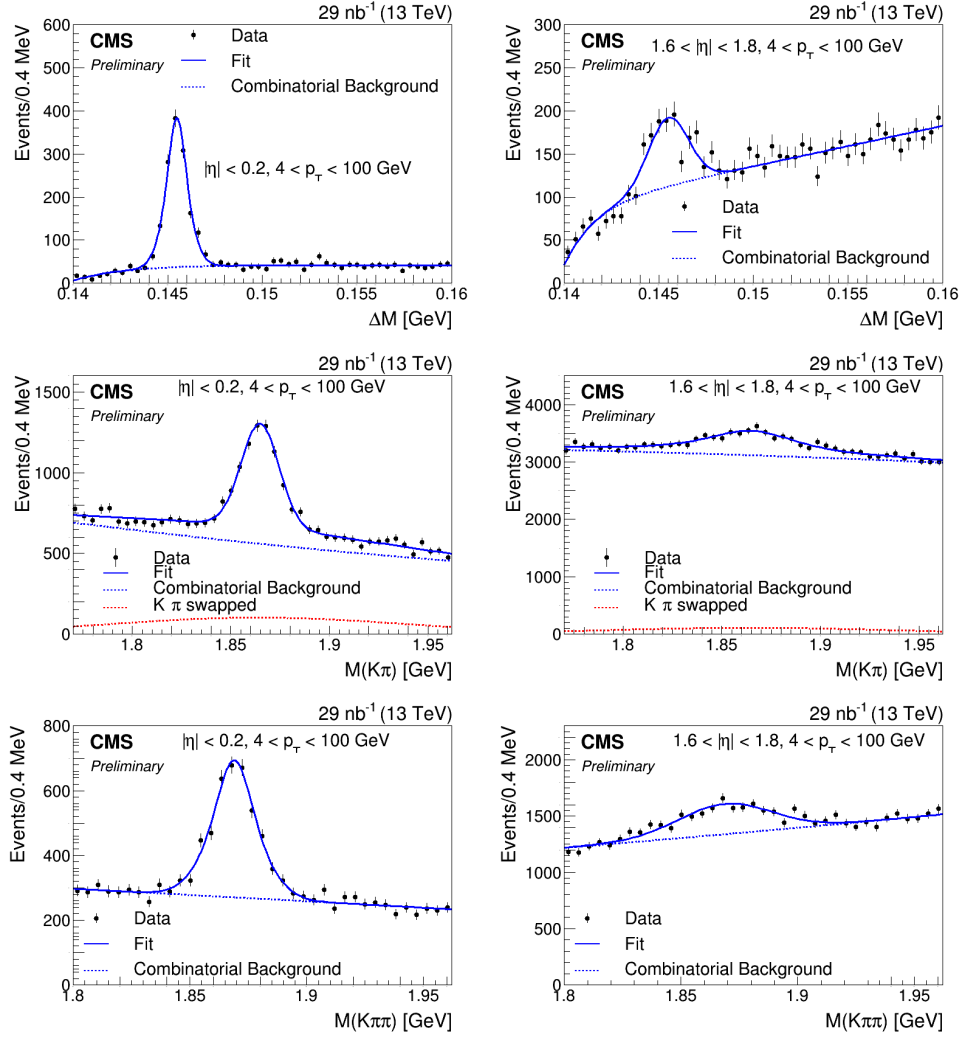 29 nb⁻¹ (13 TeV)
CMS
Preliminary
Data
Fit
Combinatorial Background
|η| < 0.2, 4 < p_T < 100 GeV
Events/0.4 MeV
600
500
400
300
200
100
0
0.14 0.145 0.15 0.155 0.16
ΔM [GeV]
29 nb⁻¹ (13 TeV)
CMS
Preliminary
1.6 < |η| < 1.8, 4 < p_T < 100 GeV
Data
Fit
Combinatorial Background
Events/0.4 MeV
300
250
200
150
100
50
0
0.14 0.145 0.15 0.155 0.16
ΔM [GeV]
29 nb⁻¹ (13 TeV)
CMS
Preliminary
|η| < 0.2, 4 < p_T < 100 GeV
Data
Fit
Combinatorial Background
K π swapped
Events/0.4 MeV
1500
1000
500
0
1.8 1.85 1.9 1.95
M(Kπ) [GeV]
29 nb⁻¹ (13 TeV)
CMS
Preliminary
1.6 < |η| < 1.8, 4 < p_T < 100 GeV
Data
Fit
Combinatorial Background
K π swapped
Events/0.4 MeV
4000
3000
2000
1000
0
1.8 1.85 1.9 1.95
M(Kπ) [GeV]
29 nb⁻¹ (13 TeV)
CMS
Preliminary
|η| < 0.2, 4 < p_T < 100 GeV
Data
Fit
Combinatorial Background
Events/0.4 MeV
800
600
400
200
0
1.8 1.85 1.9 1.95
M(Kππ) [GeV]
29 nb⁻¹ (13 TeV)
CMS
Preliminary
1.6 < |η| < 1.8, 4 < p_T < 100 GeV
Data
Fit
Combinatorial Background
Events/0.4 MeV
2000
1500
1000
500
0
1.8 1.85 1.9 1.95
M(Kππ) [GeV]